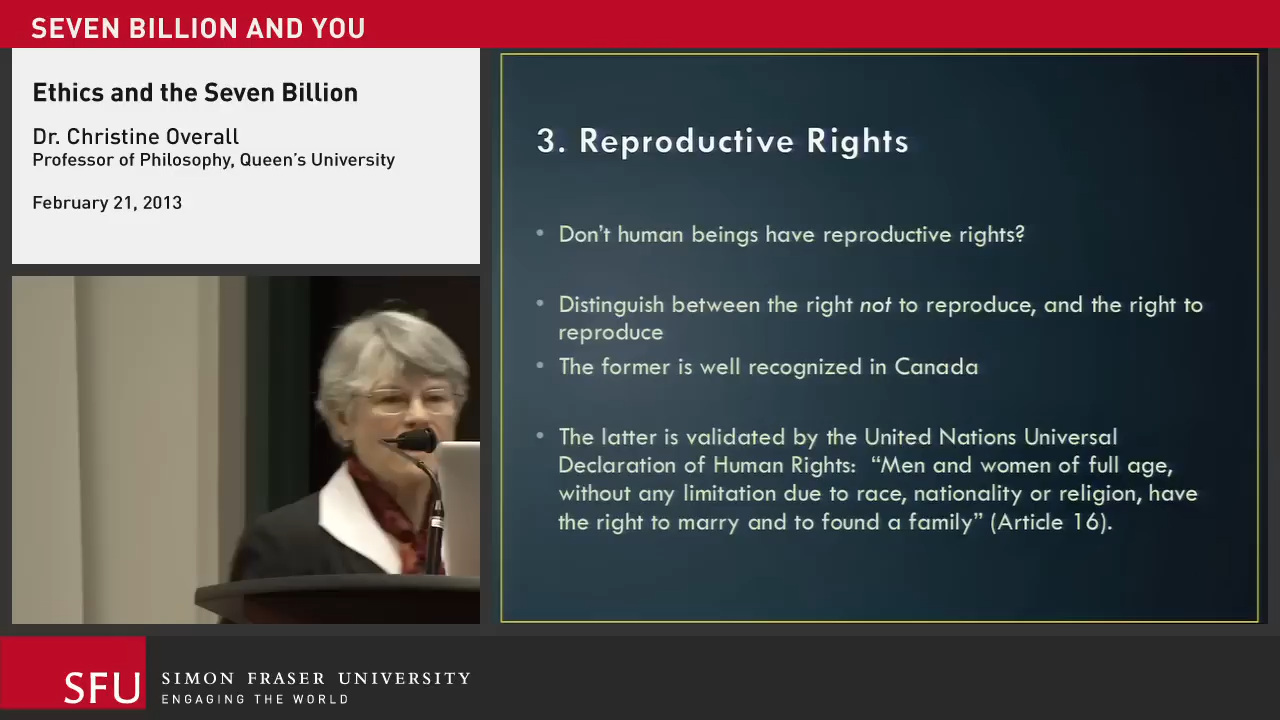 SEVEN BILLION AND YOU
Ethics and the Seven Billion
Dr. Christine Overall
Professor of Philosophy, Queen's University
February 21, 2013
3. Reproductive Rights
• Don't human beings have reproductive rights?
• Distinguish between the right not to reproduce, and the right to
reproduce
• The former is well recognized in Canada
• The latter is validated by the United Nations Universal
Declaration of Human Rights: “Men and women of full age,
without any limitation due to race, nationality or religion, have
the right to marry and to found a family” (Article 16).
SFU
SIMON FRASER UNIVERSITY
ENGAGING THE WORLD